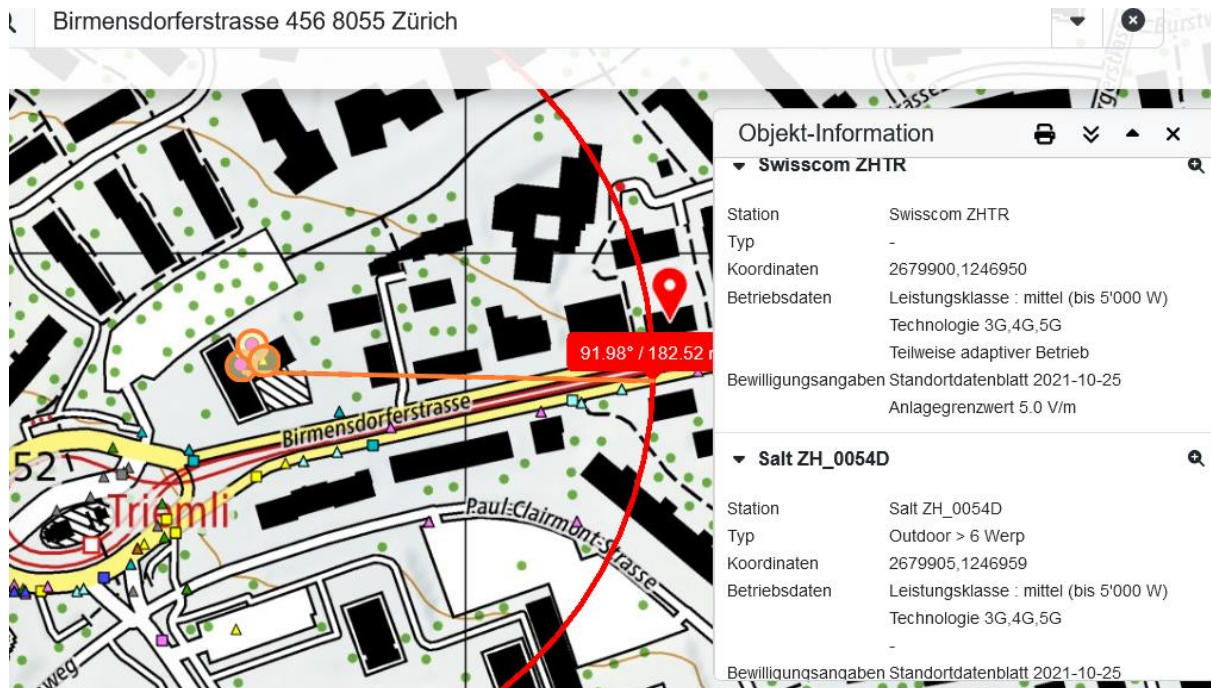 Birmensdorferstrasse 456 8055 Zürich
Objekt-Information
Swisscom ZHTR
Station Swisscom ZHTR
Typ -
Koordinaten 2679900,1246950
Betriebsdaten Leistungsklasse : mittel (bis 5'000 W)
Technologie 3G,4G,5G
Teilweise adaptiver Betrieb
Bewilligungsangaben Standortdatenblatt 2021-10-25
Anlagegrenzwert 5.0 V/m
Salt ZH_0054D
Station Salt ZH_0054D
Typ Outdoor > 6 Werp
Koordinaten 2679905,1246959
Betriebsdaten Leistungsklasse : mittel (bis 5'000 W)
Technologie 3G,4G,5G
-
Bewilligungsangaben Standortdatenblatt 2021-10-25
91.98° / 182.52
Birmensdorferstrasse
52
Triemli
Paul-Clairmont-Strasse
weg